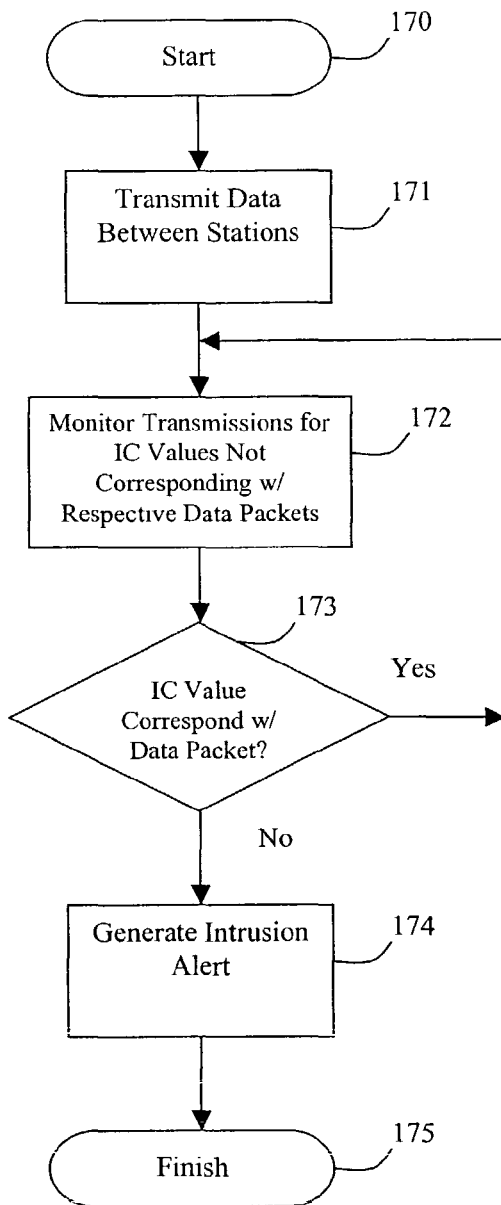 170
Start
171
Transmit Data
Between Stations
172
Monitor Transmissions for
IC Values Not
Corresponding w/
Respective Data Packets
173
Yes
IC Value
Correspond w/
Data Packet?
No
174
Generate Intrusion
Alert
175
Finish